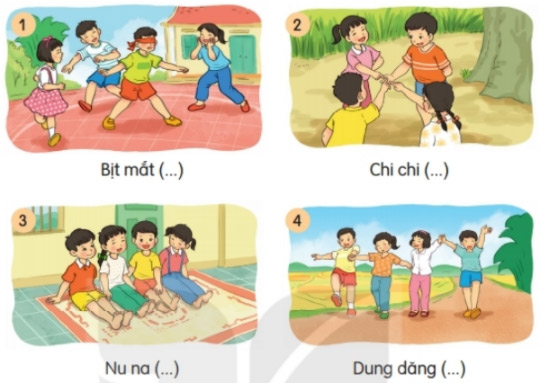 1
2
Bịt mắt (...)
Chi chi (...)
3
4
Nu na (...)
Dung dăng (...)